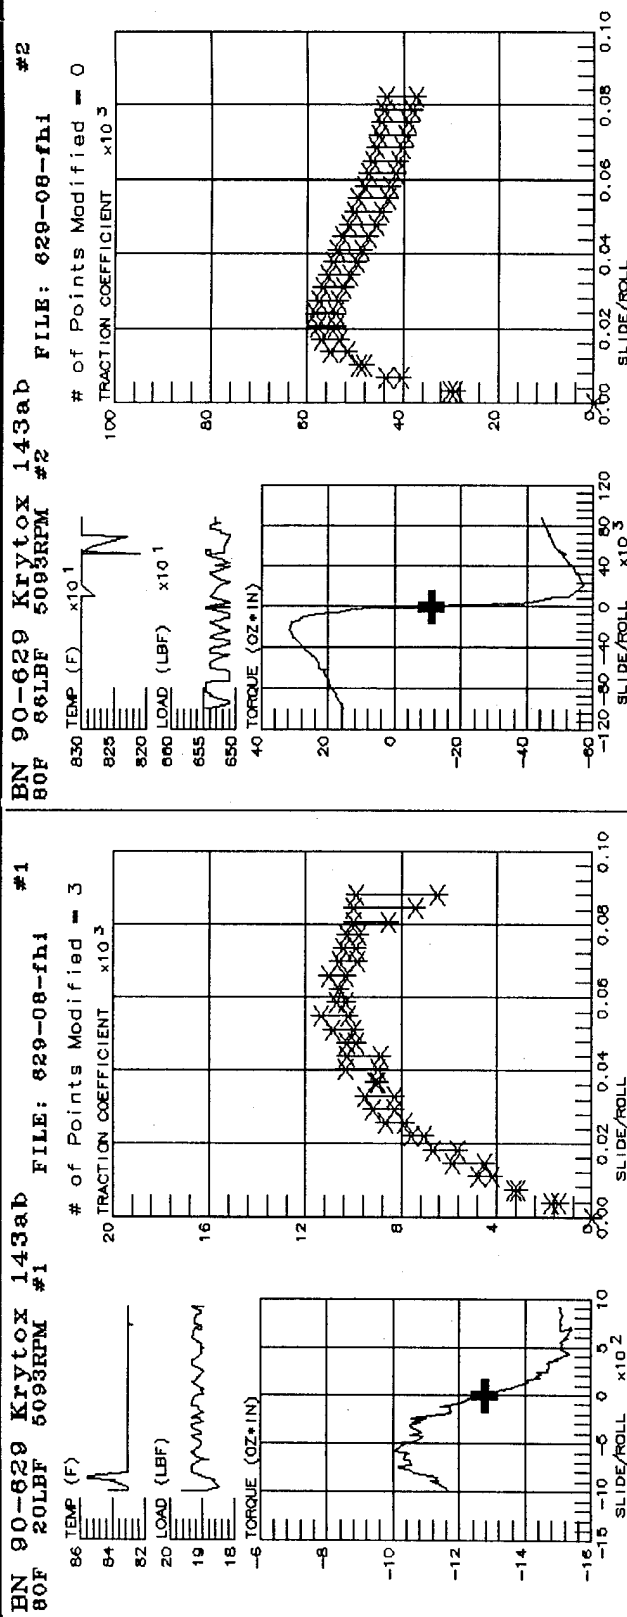 BN 90-629 Krytox 143ab #1
80F 20LBF 5093RPM #1 FILE: 629-08-fhi
TEMP (F)
86
84
82
LOAD (LBF)
20
19
18
TORQUE (OZ*IN)
-6
-8
-10
-12
-14
-16
-15 -10 -5 0 5 10
SLIDE/ROLL x10 2
# of Points Modified = 3
TRACTION COEFFICIENT x10 3
20
16
12
8
4
0
0.00 0.02 0.04 0.06 0.08 0.10
SLIDE/ROLL
BN 90-629 Krytox 143ab #2
80F 86LBF 5093RPM #2 FILE: 629-08-fhi
TEMP (F) x10 1
830
825
820
LOAD (LBF) x10 1
660
655
650
TORQUE (OZ*IN)
40
20
0
-20
-40
-60
-120 -80 -40 0 40 80 120
SLIDE/ROLL x10 3
# of Points Modified = 0
TRACTION COEFFICIENT x10 3
100
80
60
40
20
0
0.00 0.02 0.04 0.06 0.08 0.10
SLIDE/ROLL